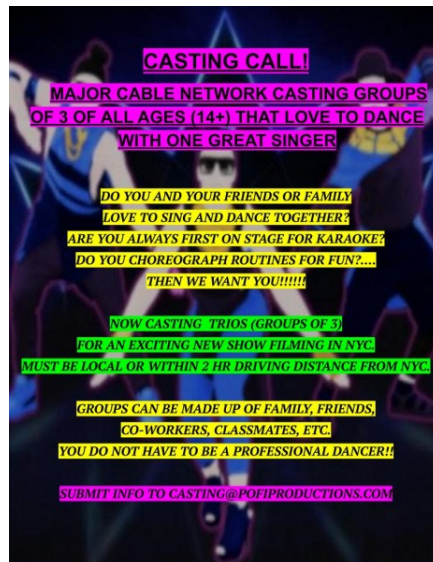 CASTING CALL!
MAJOR CABLE NETWORK CASTING GROUPS
OF 3 OF ALL AGES (14+) THAT LOVE TO DANCE
WITH ONE GREAT SINGER
DO YOU AND YOUR FRIENDS OR FAMILY
LOVE TO SING AND DANCE TOGETHER?
ARE YOU ALWAYS FIRST ON STAGE FOR KARAOKE?
DO YOU CHOREOGRAPH ROUTINES FOR FUN?....
THEN WE WANT YOU!!!!!!
NOW CASTING TRIOS (GROUPS OF 3)
FOR AN EXCITING NEW SHOW FILMING IN NYC.
MUST BE LOCAL OR WITHIN 2 HR DRIVING DISTANCE FROM NYC.
GROUPS CAN BE MADE UP OF FAMILY, FRIENDS,
CO-WORKERS, CLASSMATES, ETC.
YOU DO NOT HAVE TO BE A PROFESSIONAL DANCER!!
SUBMIT INFO TO CASTING@POFIPRODUCTIONS.COM